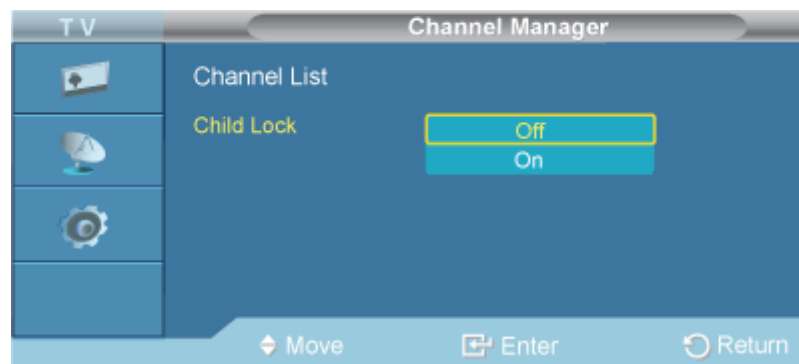 TV Channel Manager
Channel List
Child Lock Off
On
Move Enter Return